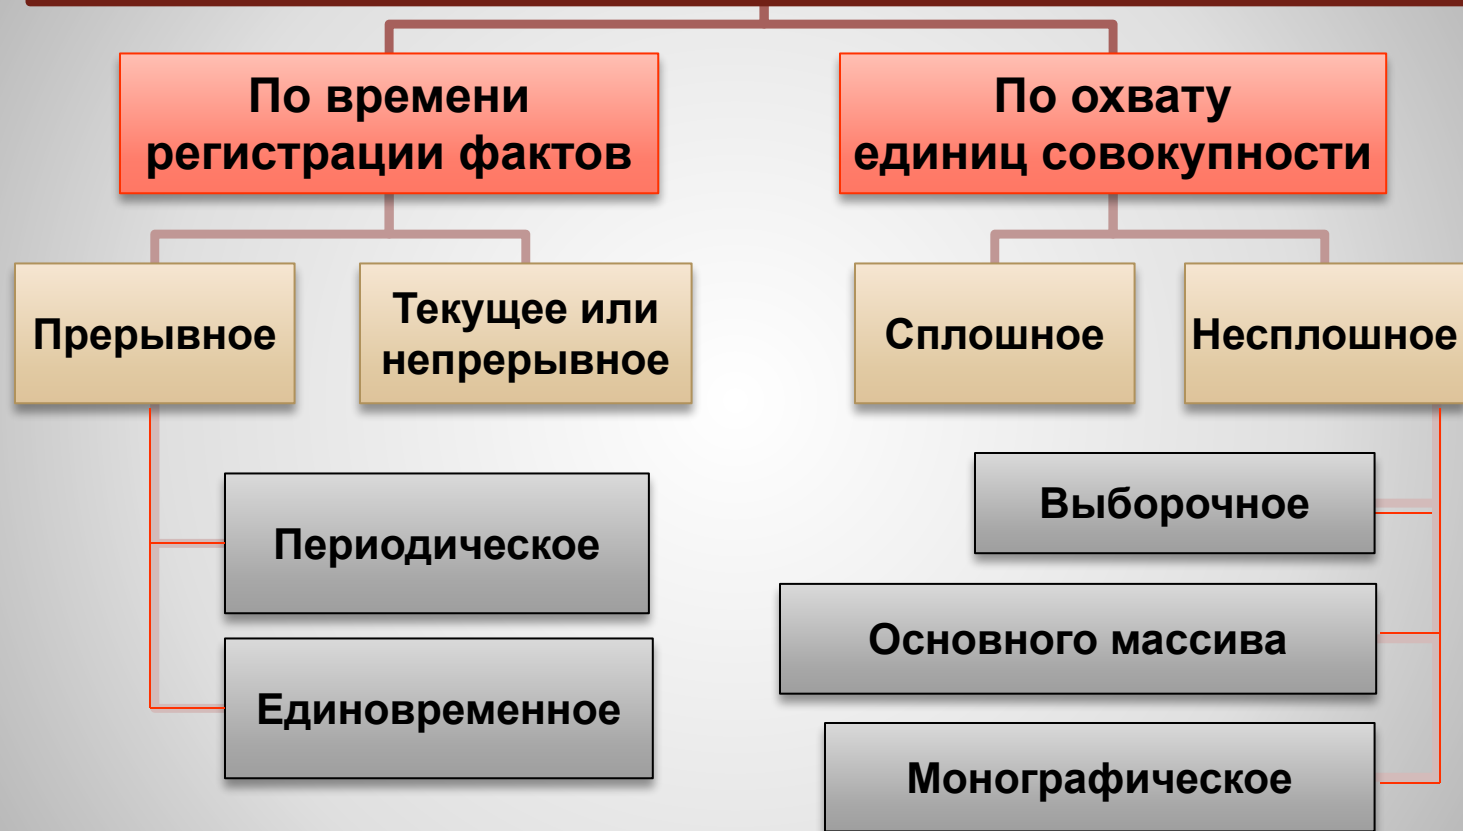 По времени
регистрации фактов
По охвату
единиц совокупности
Прерывное
Текущее или
непрерывное
Сплошное
Несплошное
Периодическое
Единовременное
Выборочное
Основного массива
Монографическое